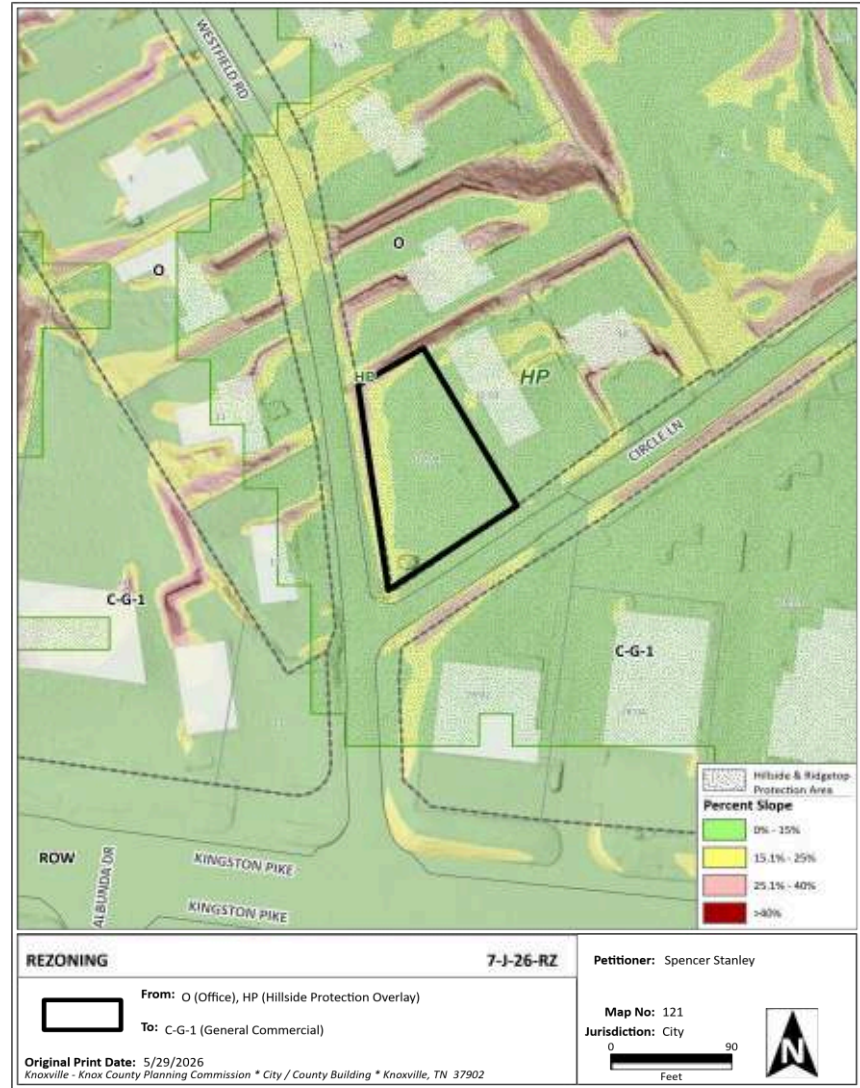 WESTFIELD RD
O
O
HP
HP
CIRCLE LN
C-G-1
C-G-1
ROW
ALBUNDA DR
KINGSTON PIKE
KINGSTON PIKE
Hillside & Ridgetop
Protection Area
Percent Slope
0% - 15%
15.1% - 25%
25.1% - 40%
>40%
REZONING
7-J-26-RZ
From: O (Office), HP (Hillside Protection Overlay)
To: C-G-1 (General Commercial)
Original Print Date: 5/29/2026
Knoxville - Knox County Planning Commission * City / County Building * Knoxville, TN 37902
Petitioner: Spencer Stanley
Map No: 121
Jurisdiction: City
0 90
Feet
N